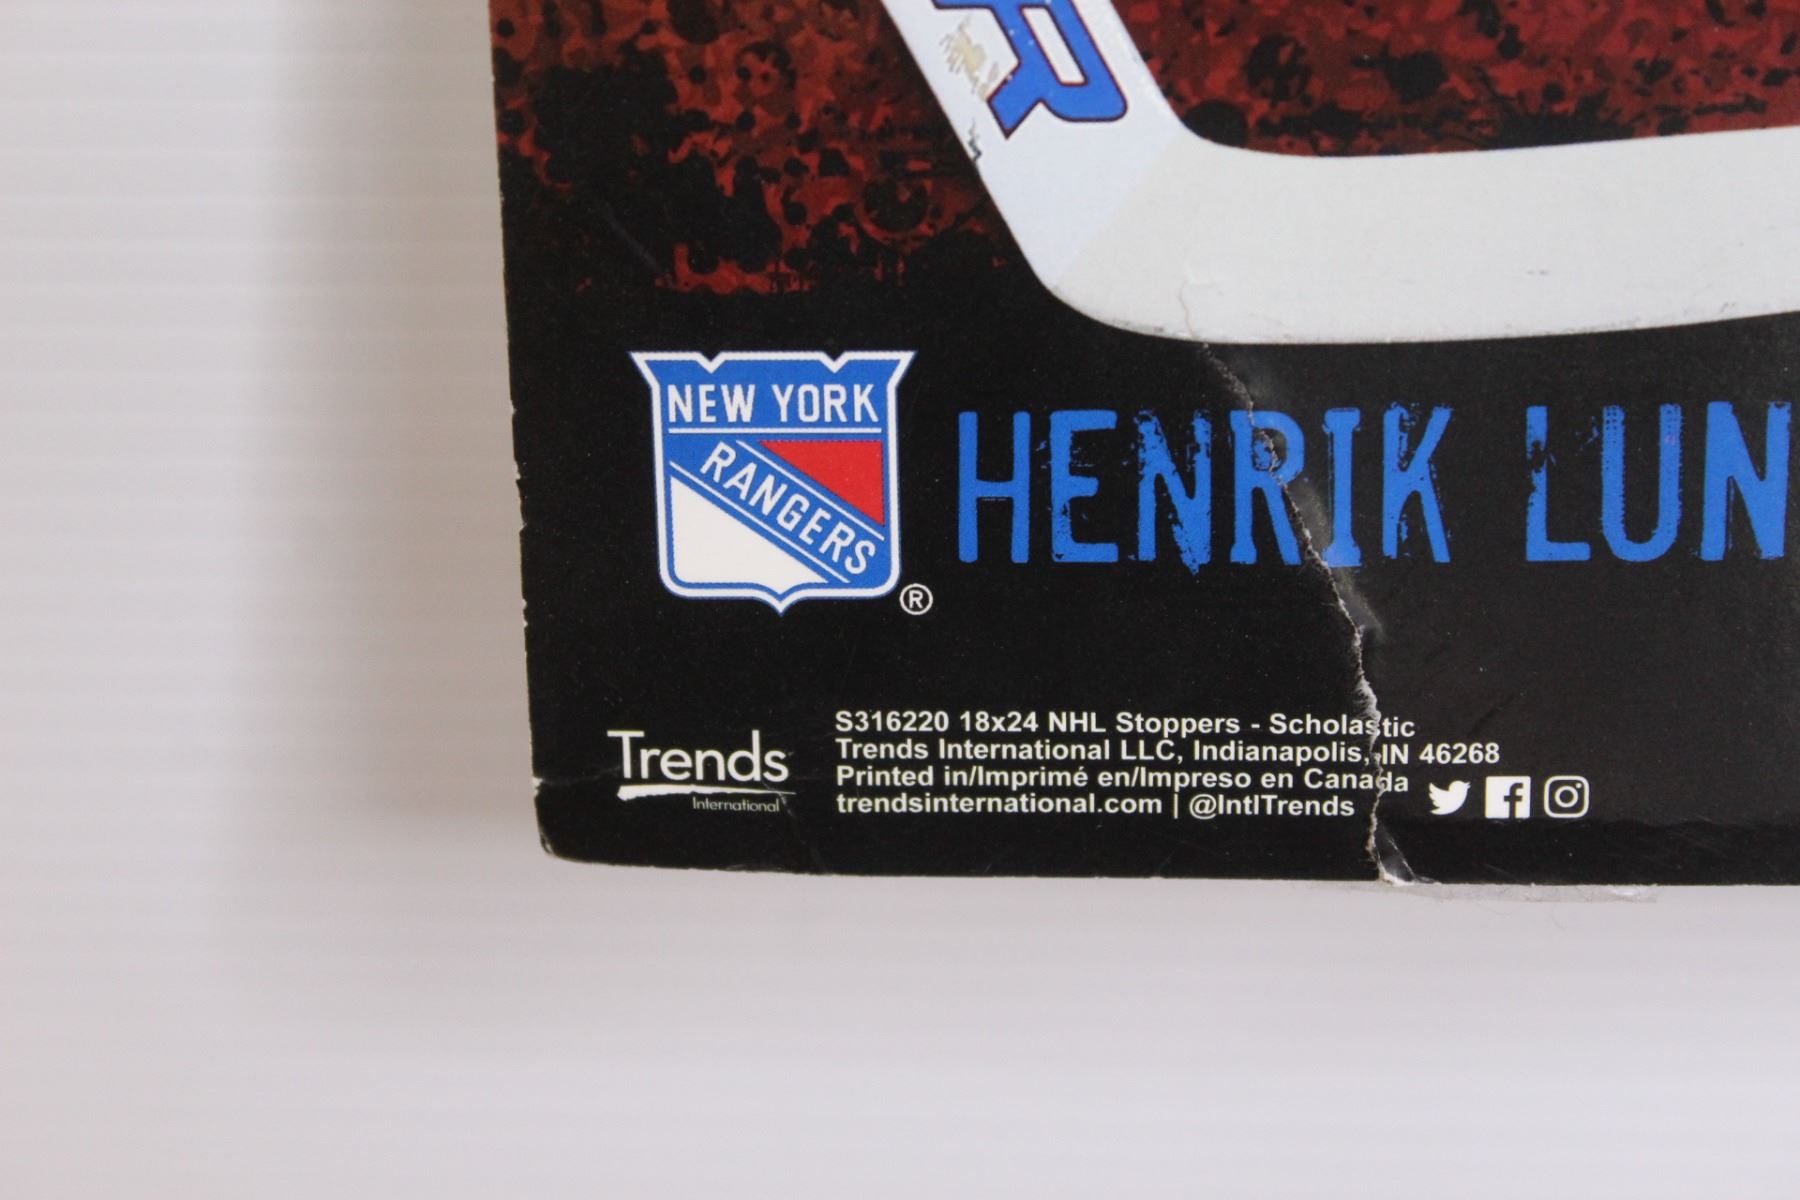 R
NEW YORK
RANGERS
®
HENRIK LUN
Trends
International
S316220 18x24 NHL Stoppers - Scholastic
Trends International LLC, Indianapolis, IN 46268
Printed in/Imprimé en/Impreso en Canada
trendsinternational.com | @IntlTrends